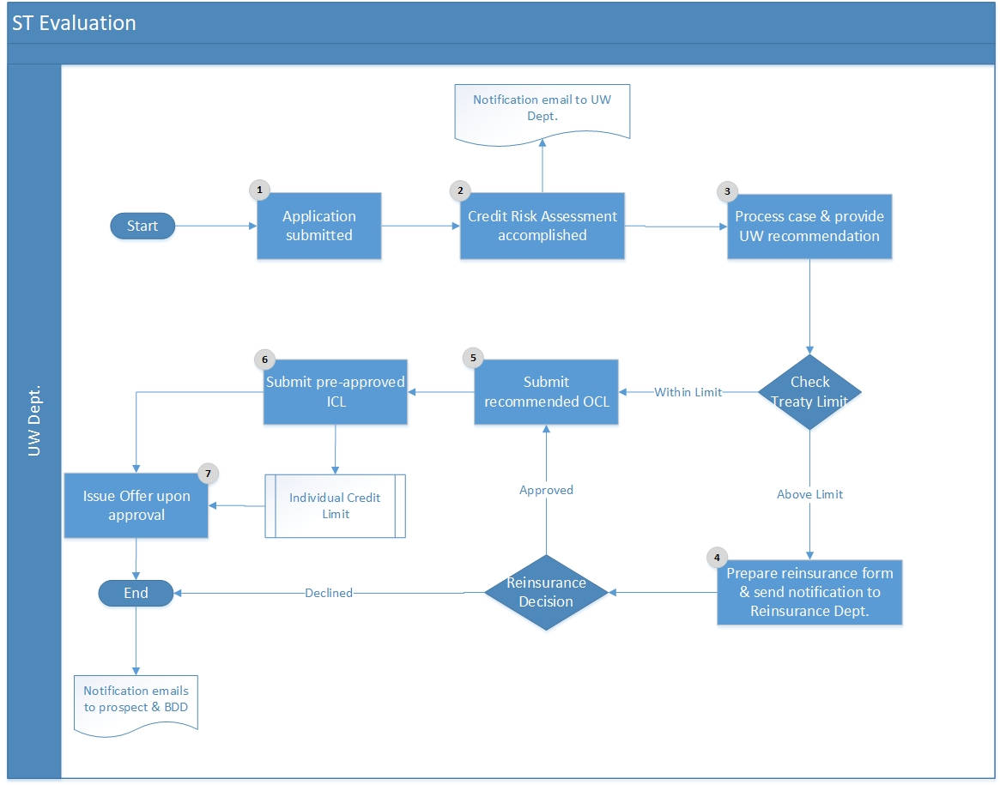 ST Evaluation
UW Dept.
Notification email to UW
Dept.
Start
1
Application
submitted
2
Credit Risk Assessment
accomplished
3
Process case & provide
UW recommendation
6
Submit pre-approved
ICL
5
Submit
recommended OCL
Within Limit
Check
Treaty Limit
7
Issue Offer upon
approval
Individual Credit
Limit
Approved
Above Limit
End
Declined
Reinsurance
Decision
4
Prepare reinsurance form
& send notification to
Reinsurance Dept.
Notification emails
to prospect & BDD